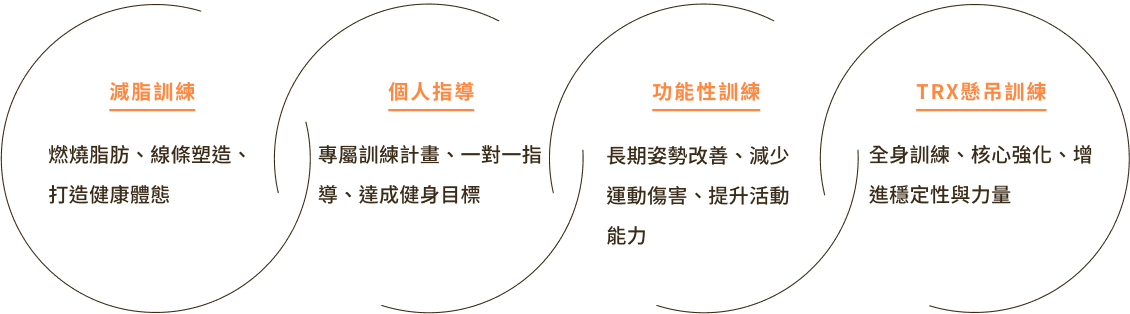 減脂訓練
燃燒脂肪、線條塑造、
打造健康體態
個人指導
專屬訓練計畫、一對一指
導、達成健身目標
功能性訓練
長期姿勢改善、減少
運動傷害、提升活動
能力
TRX懸吊訓練
全身訓練、核心強化、增
進穩定性與力量